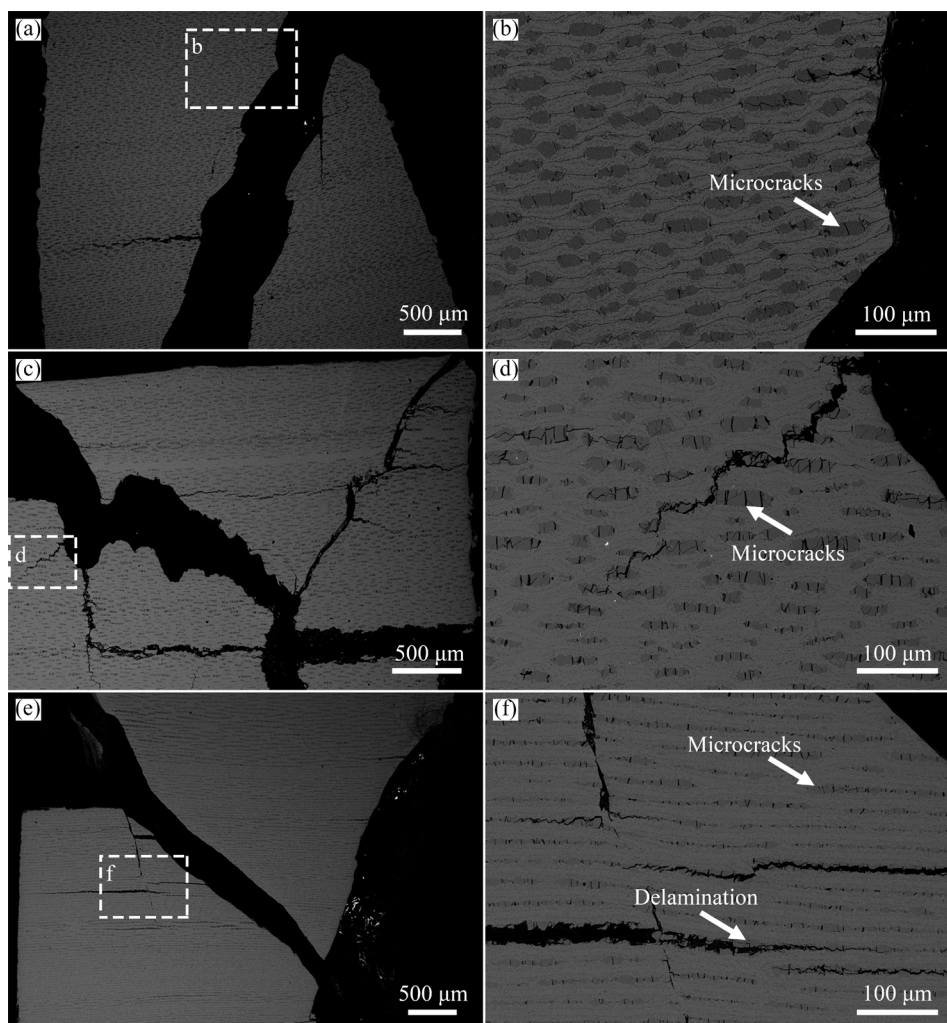 (a)
b
500 μm
(b)
Microcracks
100 μm
(c)
d
500 μm
(d)
Microcracks
100 μm
(e)
f
500 μm
(f)
Microcracks
Delamination
100 μm